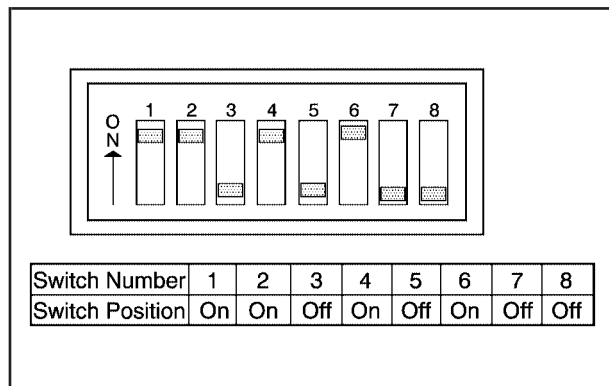 1 2 3 4 5 6 7 8
ON
Switch Number 1 2 3 4 5 6 7 8
Switch Position On On Off On Off On Off Off